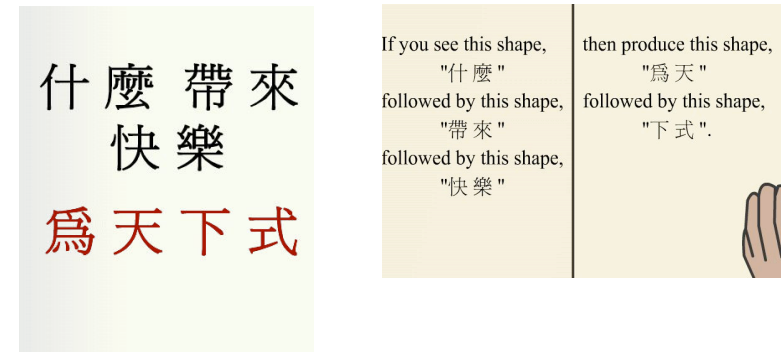 什麼 帶來
快樂
爲天下式
If you see this shape,
"什麼"
followed by this shape,
"帶來"
followed by this shape,
"快樂"
then produce this shape,
"爲天"
followed by this shape,
"下式".